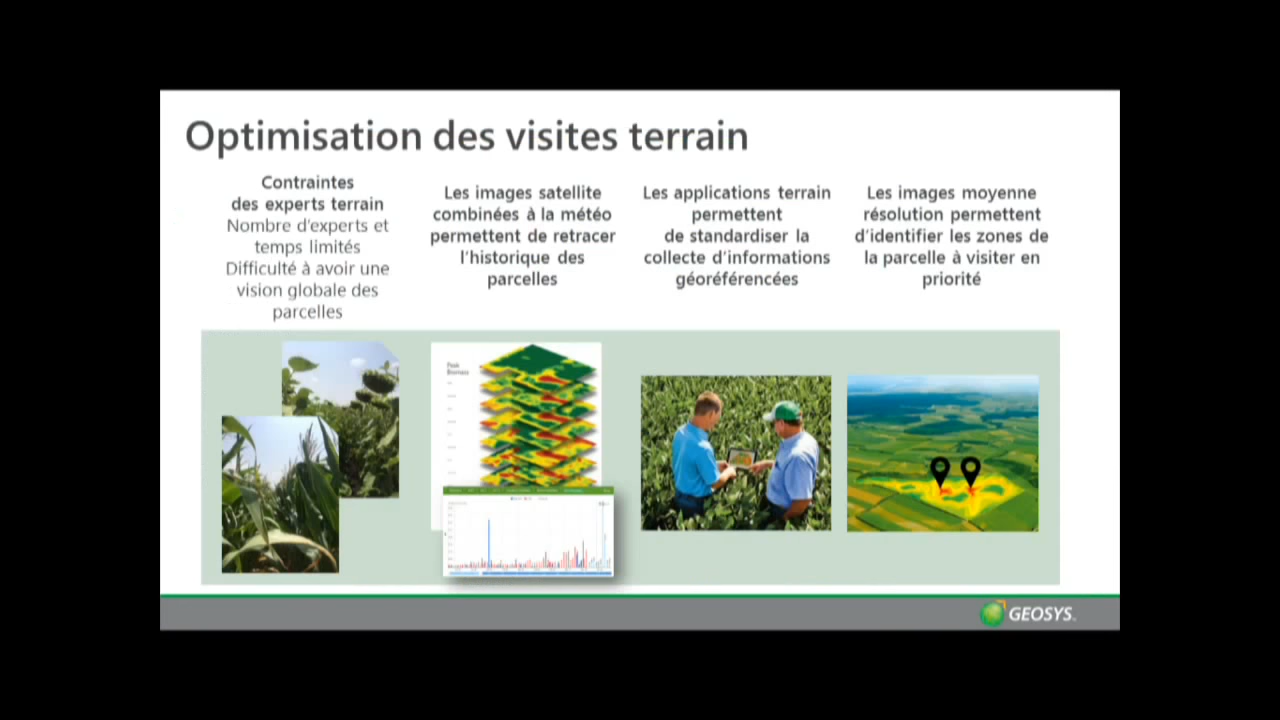 Optimisation des visites terrain
Contraintes
des experts terrain
Nombre d'experts et
temps limités
Difficulté à avoir une
vision globale des
parcelles
Les images satellite
combinées à la météo
permettent de retracer
l'historique des
parcelles
Les applications terrain
permettent
de standardiser la
collecte d'informations
géoréférencées
Les images moyenne
résolution permettent
d'identifier les zones de
la parcelle à visiter en
priorité
Peak
Biomass
GEOSYS